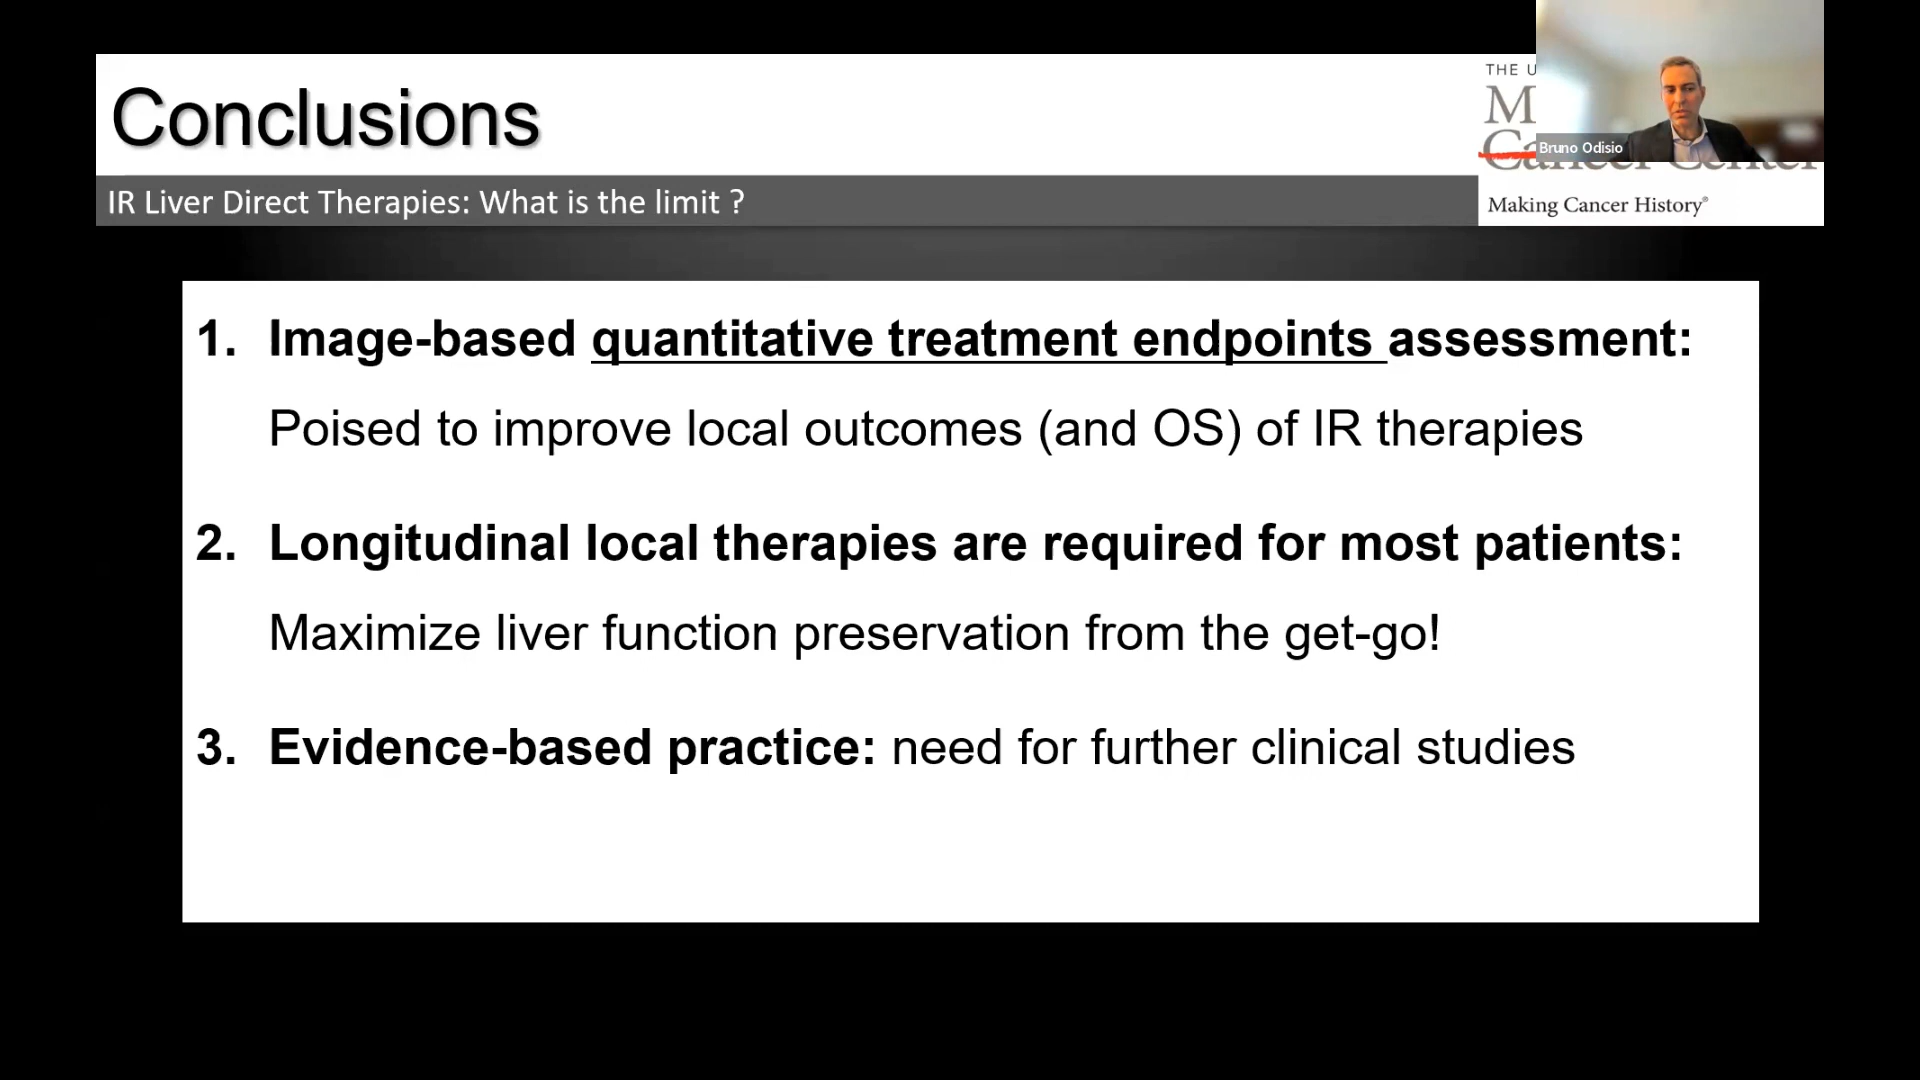 Conclusions
THE U
M
Bruno Odisio
Cancer Center
IR Liver Direct Therapies: What is the limit ?
Making Cancer History®
1. Image-based quantitative treatment endpoints assessment:
Poised to improve local outcomes (and OS) of IR therapies
2. Longitudinal local therapies are required for most patients:
Maximize liver function preservation from the get-go!
3. Evidence-based practice: need for further clinical studies